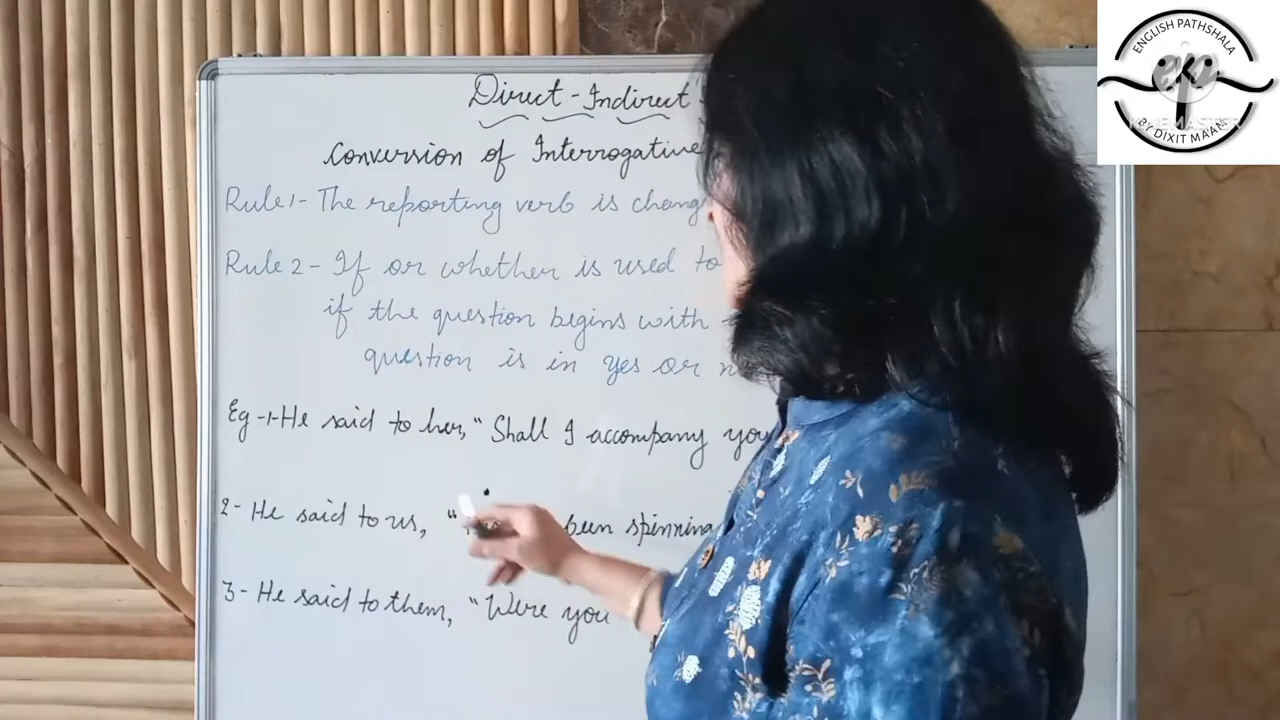 ENGLISH PATHSHALA
BY DIXIT MAAM
Direct - Indirect
Conversion of Interrogative
Rule 1- The reporting verb is
Rule 2 - If or whether is used to
if the question begins with
question is in yes or
Eg -1- He said to her, "Shall I accompany you
2- He said to us, " been spinning
3- He said to them, "Were you